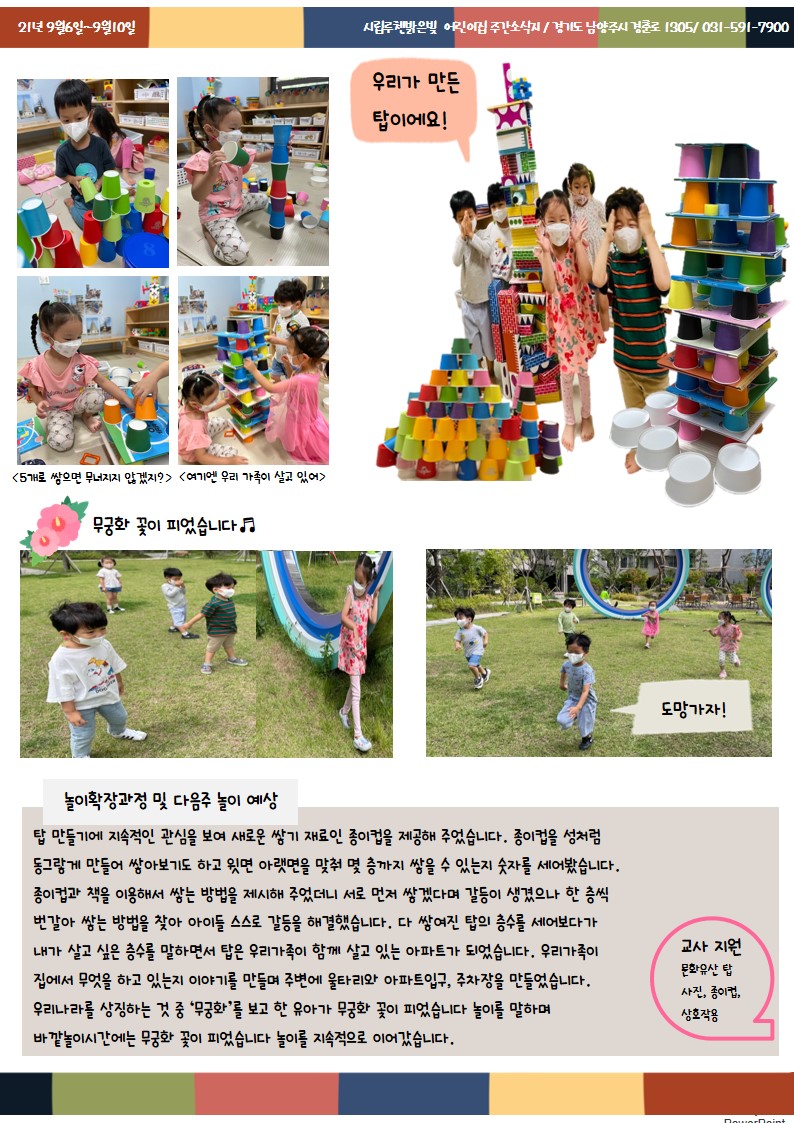 21년 9월6일~9월10일
시립루첸밝은빛 어린이집 주간소식지 / 경기도 남양주시 경춘로 1305/ 031-591-7900
우리가 만든
탑이에요!
<5개로 쌓으면 무너지지 않겠지?> <여기엔 우리 가족이 살고 있어>
무궁화 꽃이 피었습니다♬
도망가자!
놀이확장과정 및 다음주 놀이 예상
탑 만들기에 지속적인 관심을 보여 새로운 쌓기 재료인 종이컵을 제공해 주었습니다. 종이컵을 성처럼
동그랗게 만들어 쌓아보기도 하고 윗면 아랫면을 맞춰 몇 층까지 쌓을 수 있는지 숫자를 세어봤습니다.
종이컵과 책을 이용해서 쌓는 방법을 제시해 주었더니 서로 먼저 쌓겠다며 갈등이 생겼으나 한 층씩
번갈아 쌓는 방법을 찾아 아이들 스스로 갈등을 해결했습니다. 다 쌓여진 탑의 층수를 세어보다가
내가 살고 싶은 층수를 말하면서 탑은 우리가족이 함께 살고 있는 아파트가 되었습니다. 우리가족이
집에서 무엇을 하고 있는지 이야기를 만들며 주변에 울타리와 아파트입구, 주차장을 만들었습니다.
우리나라를 상징하는 것 중 '무궁화'를 보고 한 유아가 무궁화 꽃이 피었습니다 놀이를 말하며
바깥놀이시간에는 무궁화 꽃이 피었습니다 놀이를 지속적으로 이어갔습니다.
교사 지원
문화유산 탑
사진, 종이컵,
상호작용